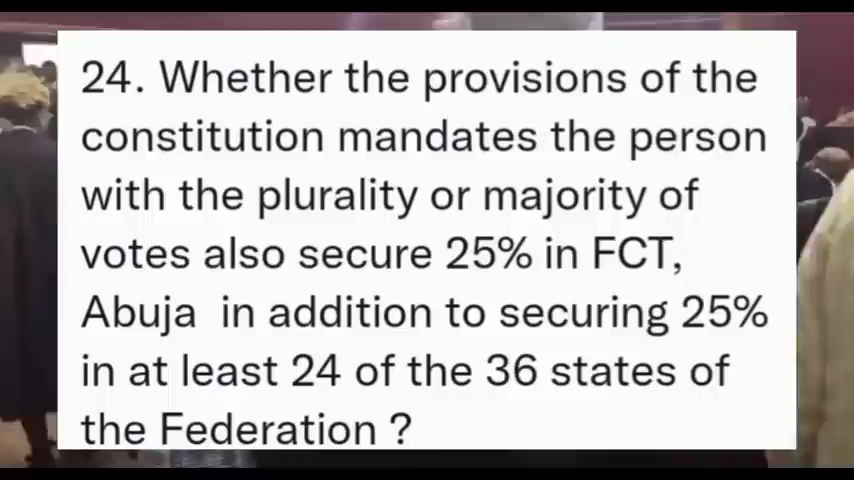 24. Whether the provisions of the
constitution mandates the person
with the plurality or majority of
votes also secure 25% in FCT,
Abuja  in addition to securing 25%
in at least 24 of the 36 states of
the Federation ?